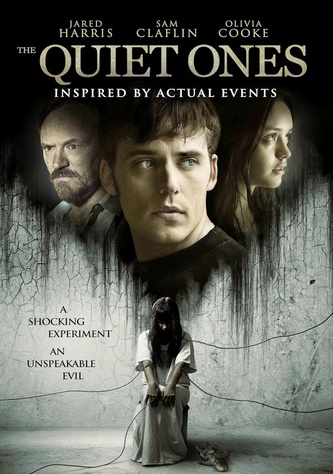 JARED HARRIS SAM CLAFLIN OLIVIA COOKE
THE QUIET ONES
INSPIRED BY ACTUAL EVENTS
A
SHOCKING
EXPERIMENT
AN
UNSPEAKABLE
EVIL